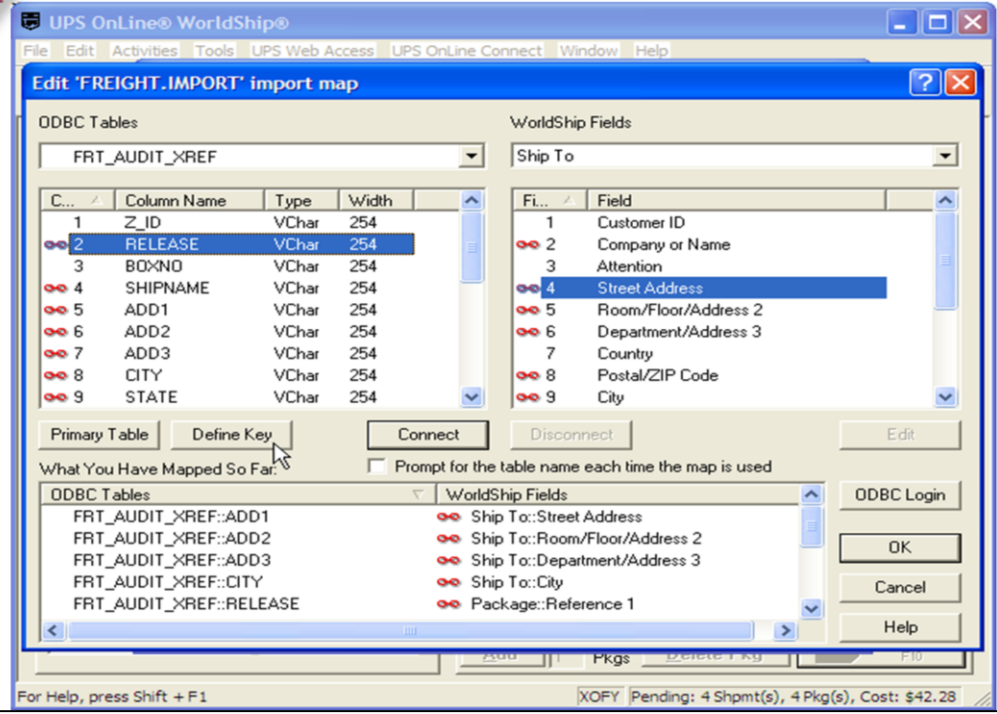 UPS OnLine® WorldShip®
File Edit Activities Tools UPS Web Access UPS OnLine Connect Window Help
Edit 'FREIGHT.IMPORT' import map
ODBC Tables WorldShip Fields
FRT_AUDIT_XREF Ship To
C... Column Name Type Width Fi... Field
1 Z_ID VChar 254 1 Customer ID
2 RELEASE VChar 254 2 Company or Name
3 BOXNO VChar 254 3 Attention
4 SHIPNAME VChar 254 4 Street Address
5 ADD1 VChar 254 5 Room/Floor/Address 2
6 ADD2 VChar 254 6 Department/Address 3
7 ADD3 VChar 254 7 Country
8 CITY VChar 254 8 Postal/ZIP Code
9 STATE VChar 254 9 City
Primary Table Define Key Connect Disconnect Edit
What You Have Mapped So Far: Prompt for the table name each time the map is used
ODBC Tables WorldShip Fields ODBC Login
FRT_AUDIT_XREF::ADD1 Ship To::Street Address
FRT_AUDIT_XREF::ADD2 Ship To::Room/Floor/Address 2
FRT_AUDIT_XREF::ADD3 Ship To::Department/Address 3 OK
FRT_AUDIT_XREF::CITY Ship To::City Cancel
FRT_AUDIT_XREF::RELEASE Package::Reference 1
Help
Add 1 Pkgs Delete Pkg F10
For Help, press Shift + F1 XOFY Pending: 4 Shpmt(s), 4 Pkg(s), Cost: $42.28